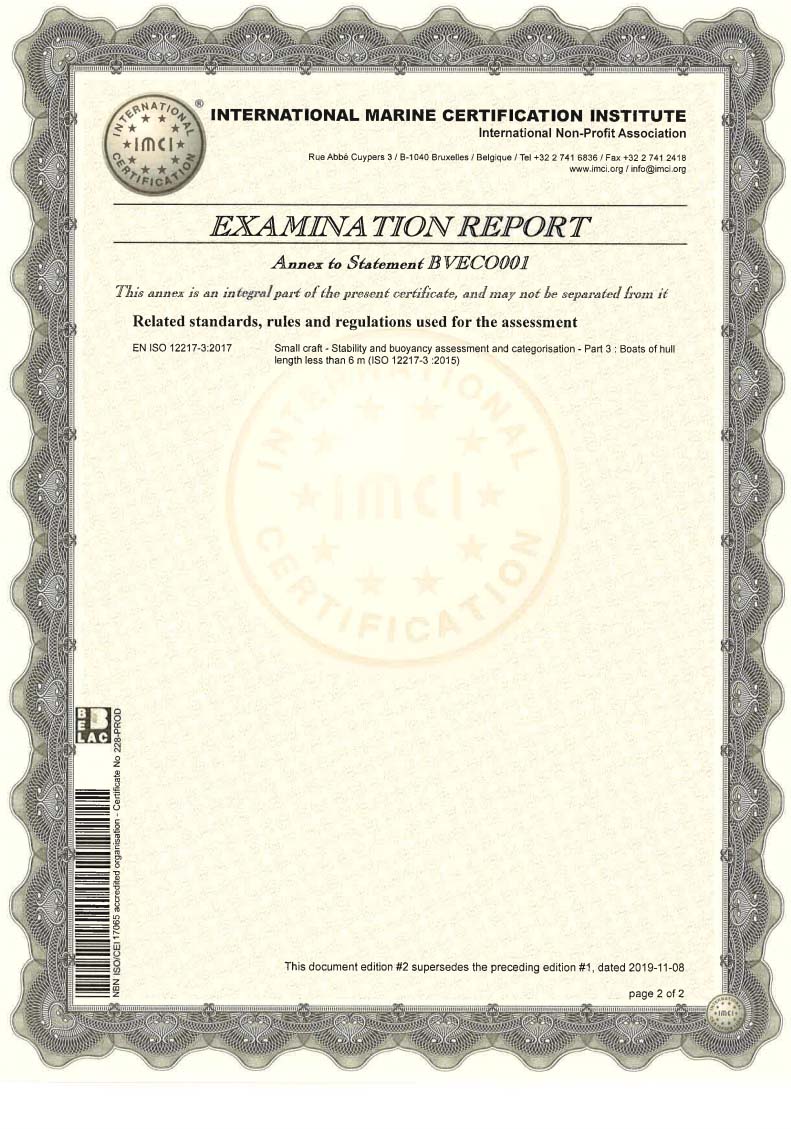 INTERNATIONAL
IMCI
CERTIFICATION
®
INTERNATIONAL MARINE CERTIFICATION INSTITUTE
International Non-Profit Association
Rue Abbé Cuypers 3 / B-1040 Bruxelles / Belgique / Tel +32 2 741 6836 / Fax +32 2 741 2418
www.imci.org / info@imci.org
EXAMINATION REPORT
Annex to Statement BVECO001
This annex is an integral part of the present certificate, and may not be separated from it
Related standards, rules and regulations used for the assessment
EN ISO 12217-3:2017 Small craft - Stability and buoyancy assessment and categorisation - Part 3 : Boats of hull
length less than 6 m (ISO 12217-3 :2015)
INTERNATIONAL
IMCI
CERTIFICATION
BELAC
NBN ISO/CEI 17065 accredited organisation - Certificate No 228-PROD
This document edition #2 supersedes the preceding edition #1, dated 2019-11-08
page 2 of 2
IMCI